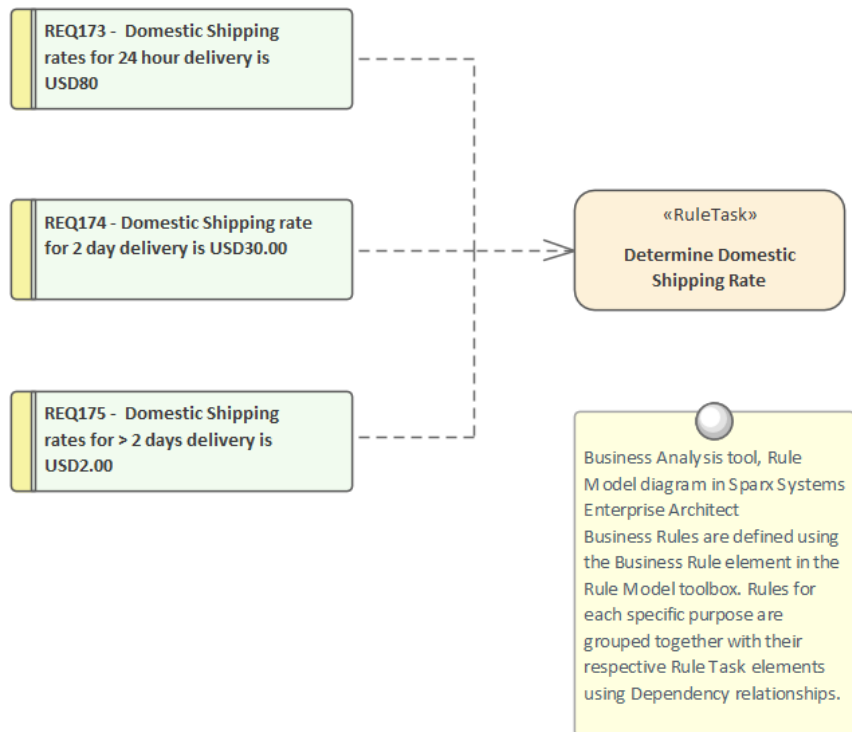 REQ173 -  Domestic Shipping
rates for 24 hour delivery is
USD80
REQ174 - Domestic Shipping rate
for 2 day delivery is USD30.00
«RuleTask»
Determine Domestic
Shipping Rate
REQ175 -  Domestic Shipping
rates for > 2 days delivery is
USD2.00
Business Analysis tool, Rule
Model diagram in Sparx Systems
Enterprise Architect
Business Rules are defined using
the Business Rule element in the
Rule Model toolbox. Rules for
each specific purpose are
grouped together with their
respective Rule Task elements
using Dependency relationships.